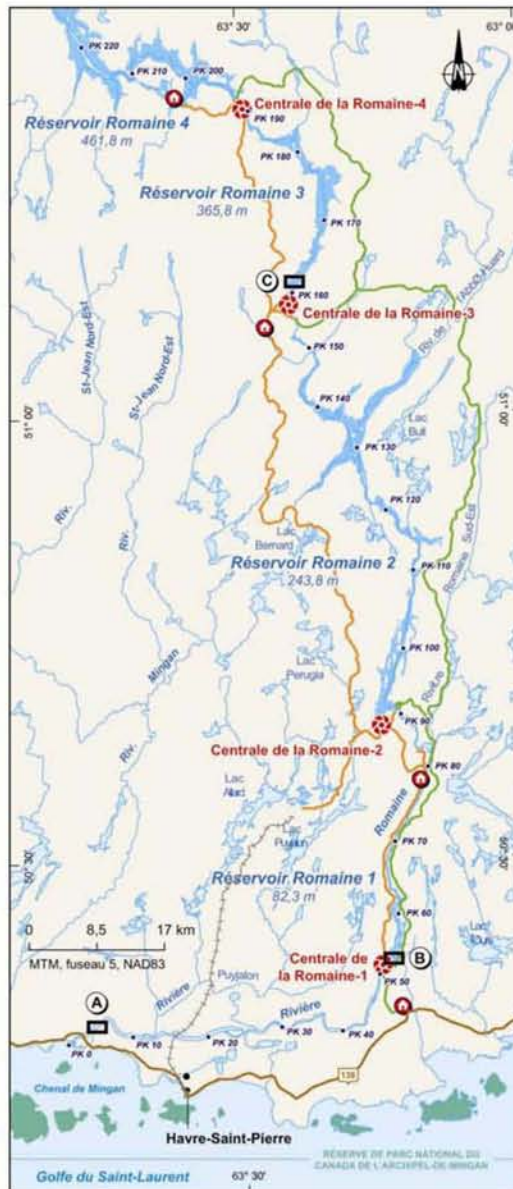 63° 30'
63° 00'
PK 220
PK 210
PK 200
N
Centrale de la Romaine-4
PK 190
Réservoir Romaine 4
461,8 m
PK 180
Réservoir Romaine 3
365,8 m
PK 170
C
PK 160
Centrale de la Romaine-3
PK 150
St-Jean Nord-Est
St-Jean Nord-Est
Riv de l'Abbé-Huard
PK 140
51° 00'
51° 00'
Lac
Bull
PK 130
PK 120
Riv.
Riv.
Lac
Bernard
Réservoir Romaine 2
243,8 m
PK 110
Romaine Sud-Est
Rivière
PK 100
Mingan
Lac
Perugia
PK 90
Centrale de la Romaine-2
PK 80
Riv.
Lac
Allard
Romaine
Lac
Puyjalon
PK 70
50° 30'
50° 30'
Réservoir Romaine 1
82,3 m
PK 60
0 8,5 17 km
MTM, fuseau 5, NAD83
Lac
Centrale de
la Romaine-1
B
PK 50
Puyjalon
Rivière
A
Rivière
PK 0
PK 10
PK 20
PK 30
PK 40
138
Chenal de Mingan
Havre-Saint-Pierre
RÉSERVE DE PARC NATIONAL DU
CANADA DE L'ARCHIPEL-DE-MINGAN
Golfe du Saint-Laurent
63° 30'